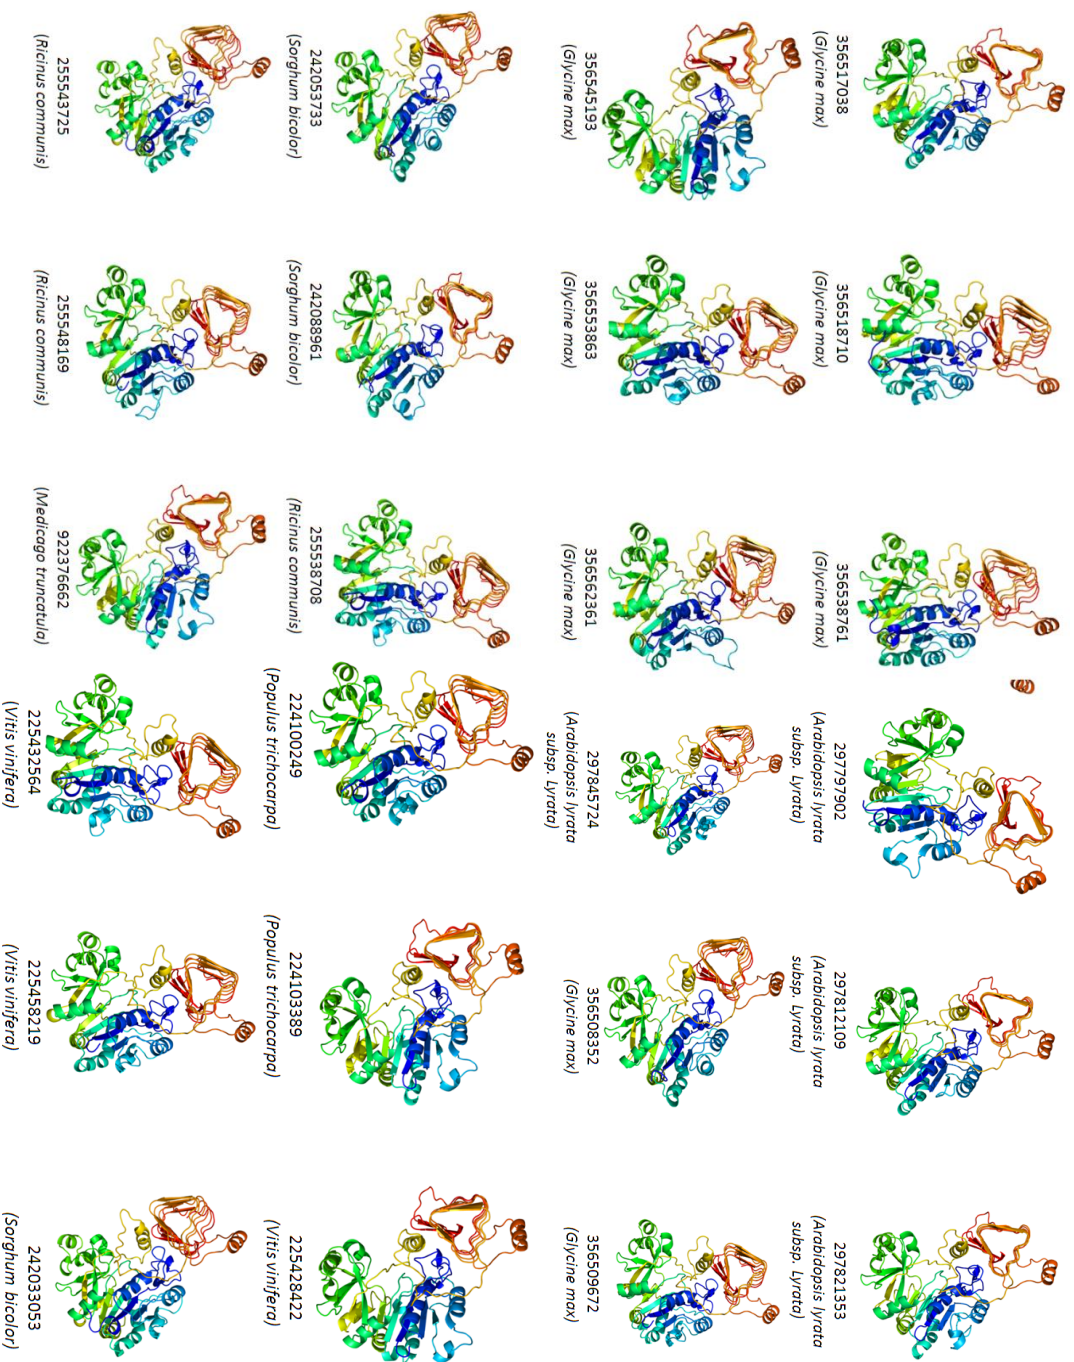 356517038
(Glycine max)
356518710
(Glycine max)
356538761
(Glycine max)
297797902
(Arabidopsis lyrata
subsp. Lyrata)
297812109
(Arabidopsis lyrata
subsp. Lyrata)
297821353
(Arabidopsis lyrata
subsp. Lyrata)
356545193
(Glycine max)
356553863
(Glycine max)
356562361
(Glycine max)
297845724
(Arabidopsis lyrata
subsp. Lyrata)
356508352
(Glycine max)
356509672
(Glycine max)
242053733
(Sorghum bicolor)
242088961
(Sorghum bicolor)
255538708
(Ricinus communis)
224100249
(Populus trichocarpa)
224103389
(Populus trichocarpa)
225428422
(Vitis vinifera)
255543725
(Ricinus communis)
255548169
(Ricinus communis)
922376662
(Medicago truncatula)
225432564
(Vitis vinifera)
225458219
(Vitis vinifera)
242033053
(Sorghum bicolor)